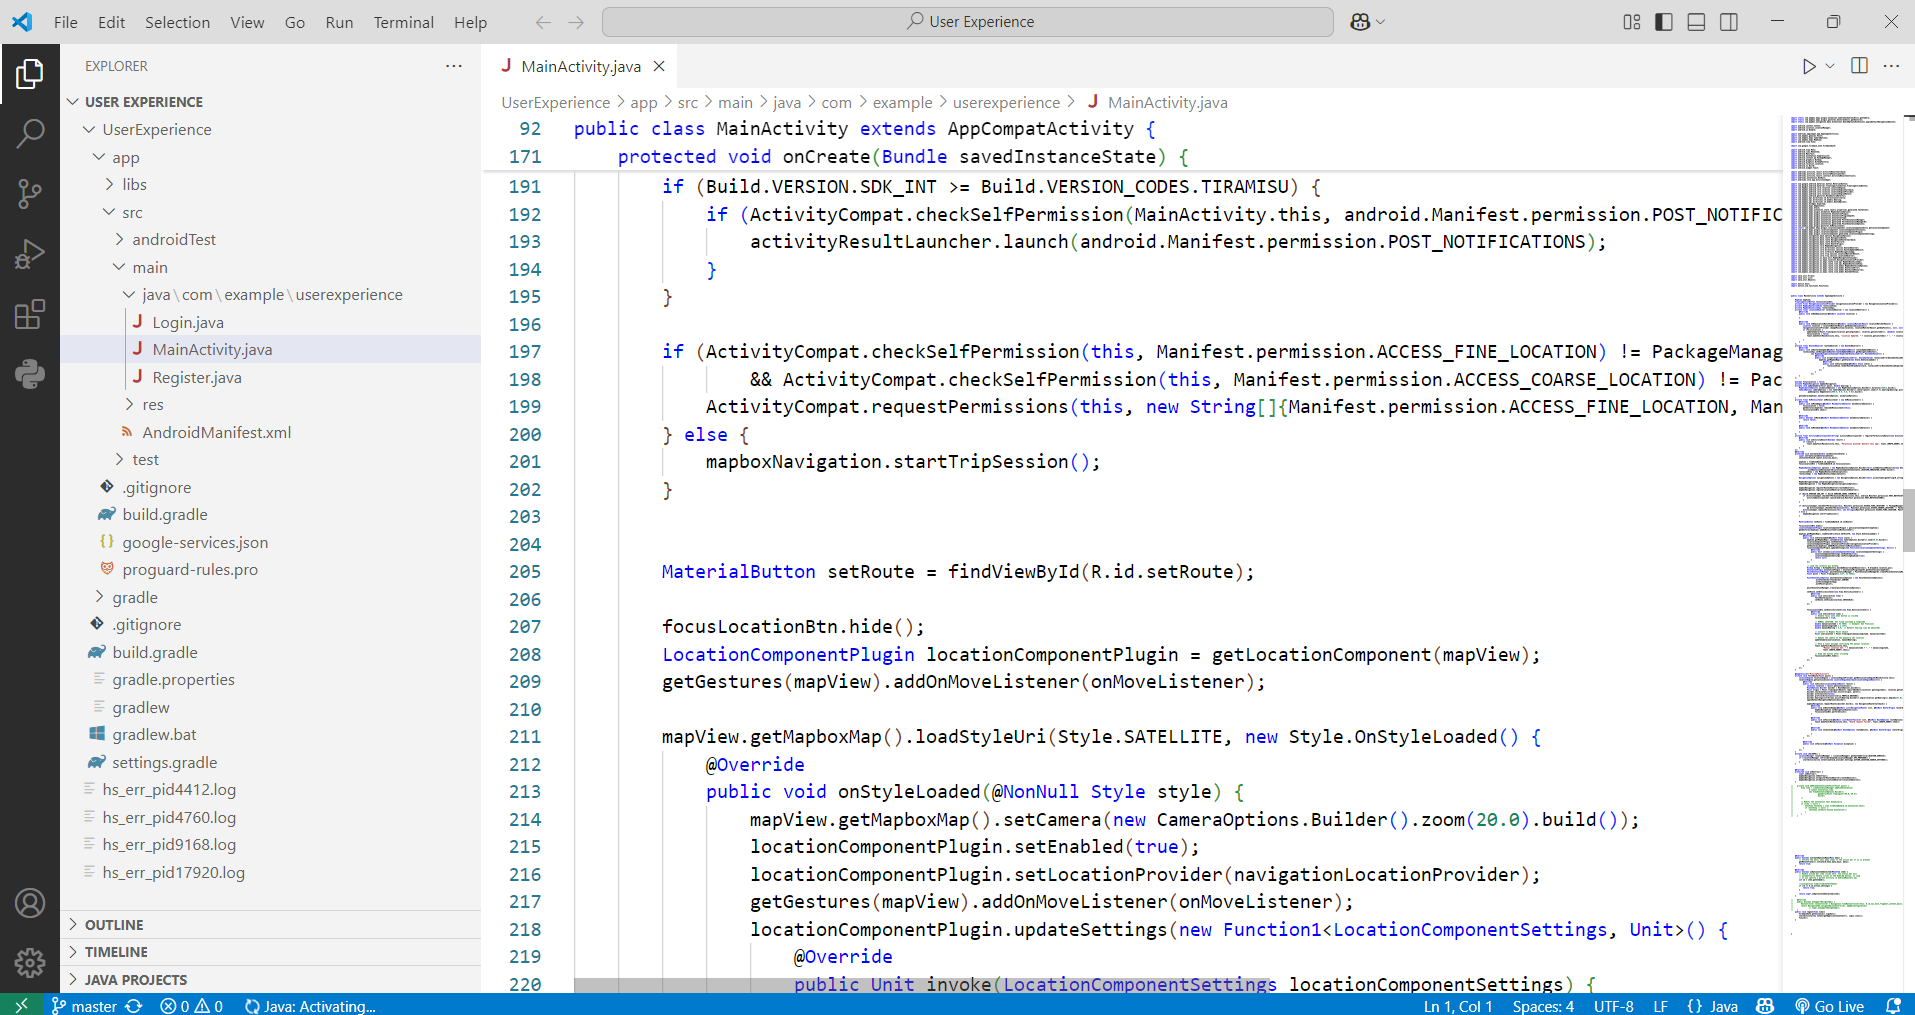 File Edit Selection View Go Run Terminal Help
User Experience
EXPLORER
USER EXPERIENCE
UserExperience
app
libs
src
androidTest
main
java\com\example\userexperience
Login.java
MainActivity.java
Register.java
res
AndroidManifest.xml
test
.gitignore
build.gradle
google-services.json
proguard-rules.pro
gradle
.gitignore
build.gradle
gradle.properties
gradlew
gradlew.bat
settings.gradle
hs_err_pid4412.log
hs_err_pid4760.log
hs_err_pid9168.log
hs_err_pid17920.log
OUTLINE
TIMELINE
JAVA PROJECTS
MainActivity.java
UserExperience > app > src > main > java > com > example > userexperience > MainActivity.java
92 public class MainActivity extends AppCompatActivity {
171 protected void onCreate(Bundle savedInstanceState) {
191 if (Build.VERSION.SDK_INT >= Build.VERSION_CODES.TIRAMISU) {
192 if (ActivityCompat.checkSelfPermission(MainActivity.this, android.Manifest.permission.POST_NOTIFIC
193 activityResultLauncher.launch(android.Manifest.permission.POST_NOTIFICATIONS);
194 }
195 }
196
197 if (ActivityCompat.checkSelfPermission(this, Manifest.permission.ACCESS_FINE_LOCATION) != PackageManag
198 && ActivityCompat.checkSelfPermission(this, Manifest.permission.ACCESS_COARSE_LOCATION) != Pac
199 ActivityCompat.requestPermissions(this, new String[]{Manifest.permission.ACCESS_FINE_LOCATION, Man
200 } else {
201 mapboxNavigation.startTripSession();
202 }
203
204
205 MaterialButton setRoute = findViewById(R.id.setRoute);
206
207 focusLocationBtn.hide();
208 LocationComponentPlugin locationComponentPlugin = getLocationComponent(mapView);
209 getGestures(mapView).addOnMoveListener(onMoveListener);
210
211 mapView.getMapboxMap().loadStyleUri(Style.SATELLITE, new Style.OnStyleLoaded() {
212 @Override
213 public void onStyleLoaded(@NonNull Style style) {
214 mapView.getMapboxMap().setCamera(new CameraOptions.Builder().zoom(20.0).build());
215 locationComponentPlugin.setEnabled(true);
216 locationComponentPlugin.setLocationProvider(navigationLocationProvider);
217 getGestures(mapView).addOnMoveListener(onMoveListener);
218 locationComponentPlugin.updateSettings(new Function1<LocationComponentSettings, Unit>() {
219 @Override
220 public Unit invoke(LocationComponentSettings locationComponentSettings) {
master 0 0 Java: Activating... Ln 1, Col 1 Spaces: 4 UTF-8 LF {} Java Go Live